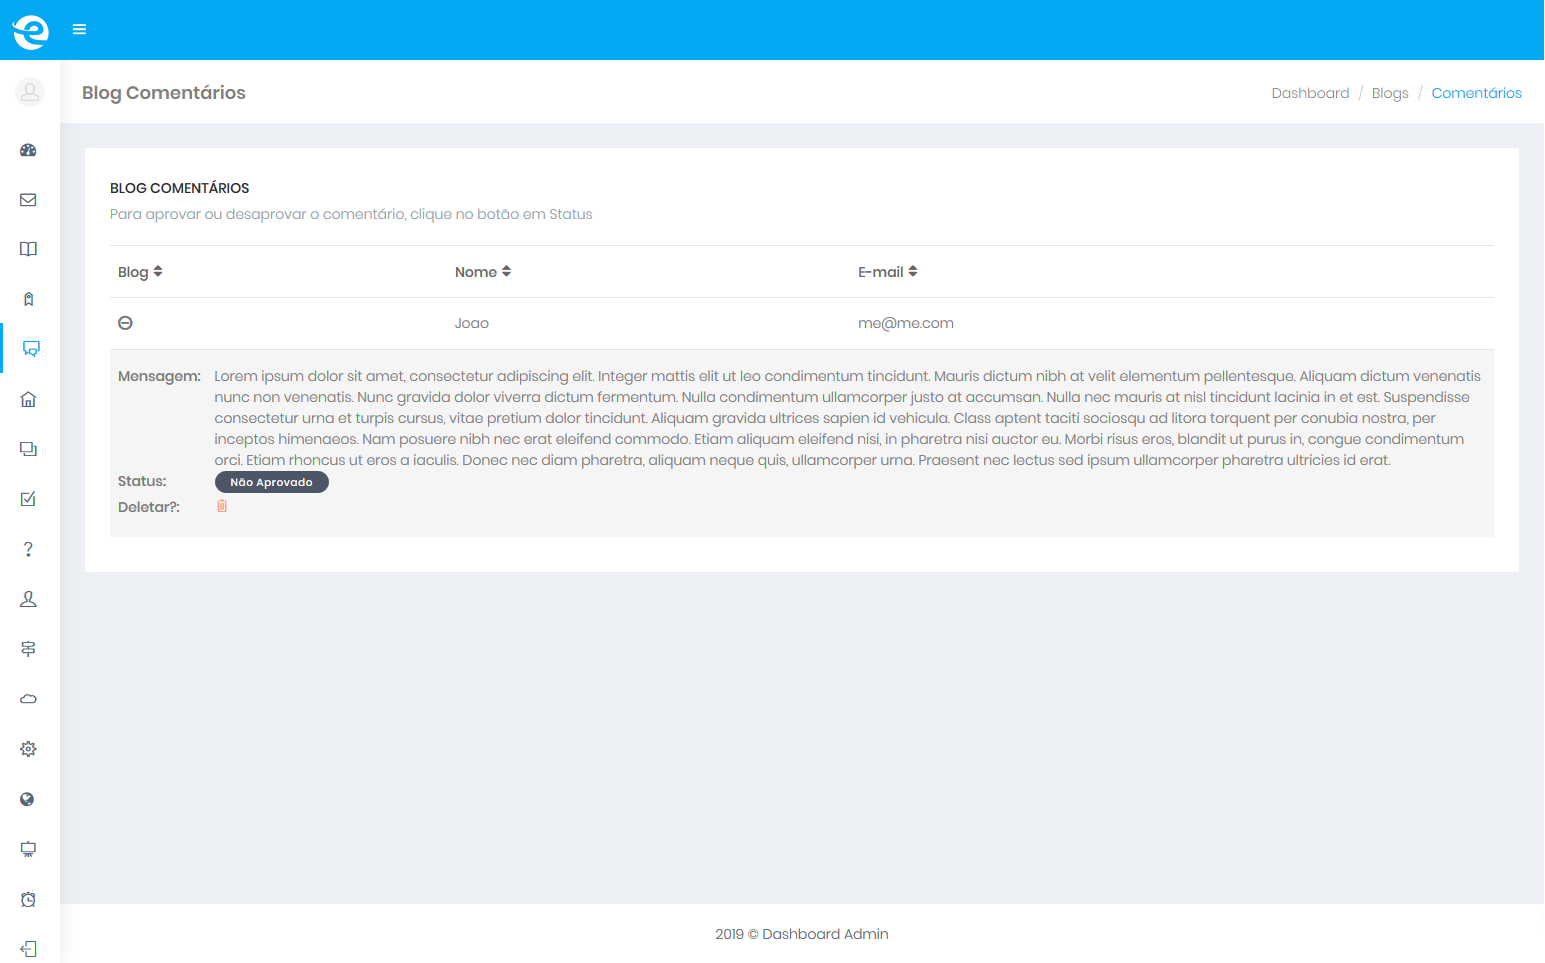 Blog Comentários
Dashboard / Blogs / Comentários
BLOG COMENTÁRIOS
Para aprovar ou desaprovar o comentário, clique no botão em Status
Blog Nome E-mail
Joao me@me.com
Mensagem: Lorem ipsum dolor sit amet, consectetur adipiscing elit. Integer mattis elit ut leo condimentum tincidunt. Mauris dictum nibh at velit elementum pellentesque. Aliquam dictum venenatis
nunc non venenatis. Nunc gravida dolor viverra dictum fermentum. Nulla condimentum ullamcorper justo at accumsan. Nulla nec mauris at nisl tincidunt lacinia in et est. Suspendisse
consectetur urna et turpis cursus, vitae pretium dolor tincidunt. Aliquam gravida ultrices sapien id vehicula. Class aptent taciti sociosqu ad litora torquent per conubia nostra, per
inceptos himenaeos. Nam posuere nibh nec erat eleifend commodo. Etiam aliquam eleifend nisi, in pharetra nisi auctor eu. Morbi risus eros, blandit ut purus in, congue condimentum
orci. Etiam rhoncus ut eros a iaculis. Donec nec diam pharetra, aliquam neque quis, ullamcorper urna. Praesent nec lectus sed ipsum ullamcorper pharetra ultricies id erat.
Status: Não Aprovado
Deletar?:
2019 © Dashboard Admin